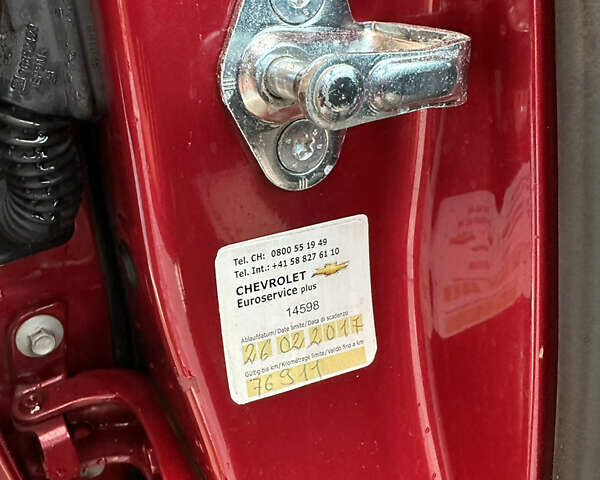 Tel. CH: 0800 55 19 49
Tel. Int.: +41 58 827 61 10
CHEVROLET
Euroservice plus
14598
Ablaufdatum/Date limite/Data di scadenza
26 02 2017
Gültig bis km/Kilométrage limite/Valido fino a km
76911